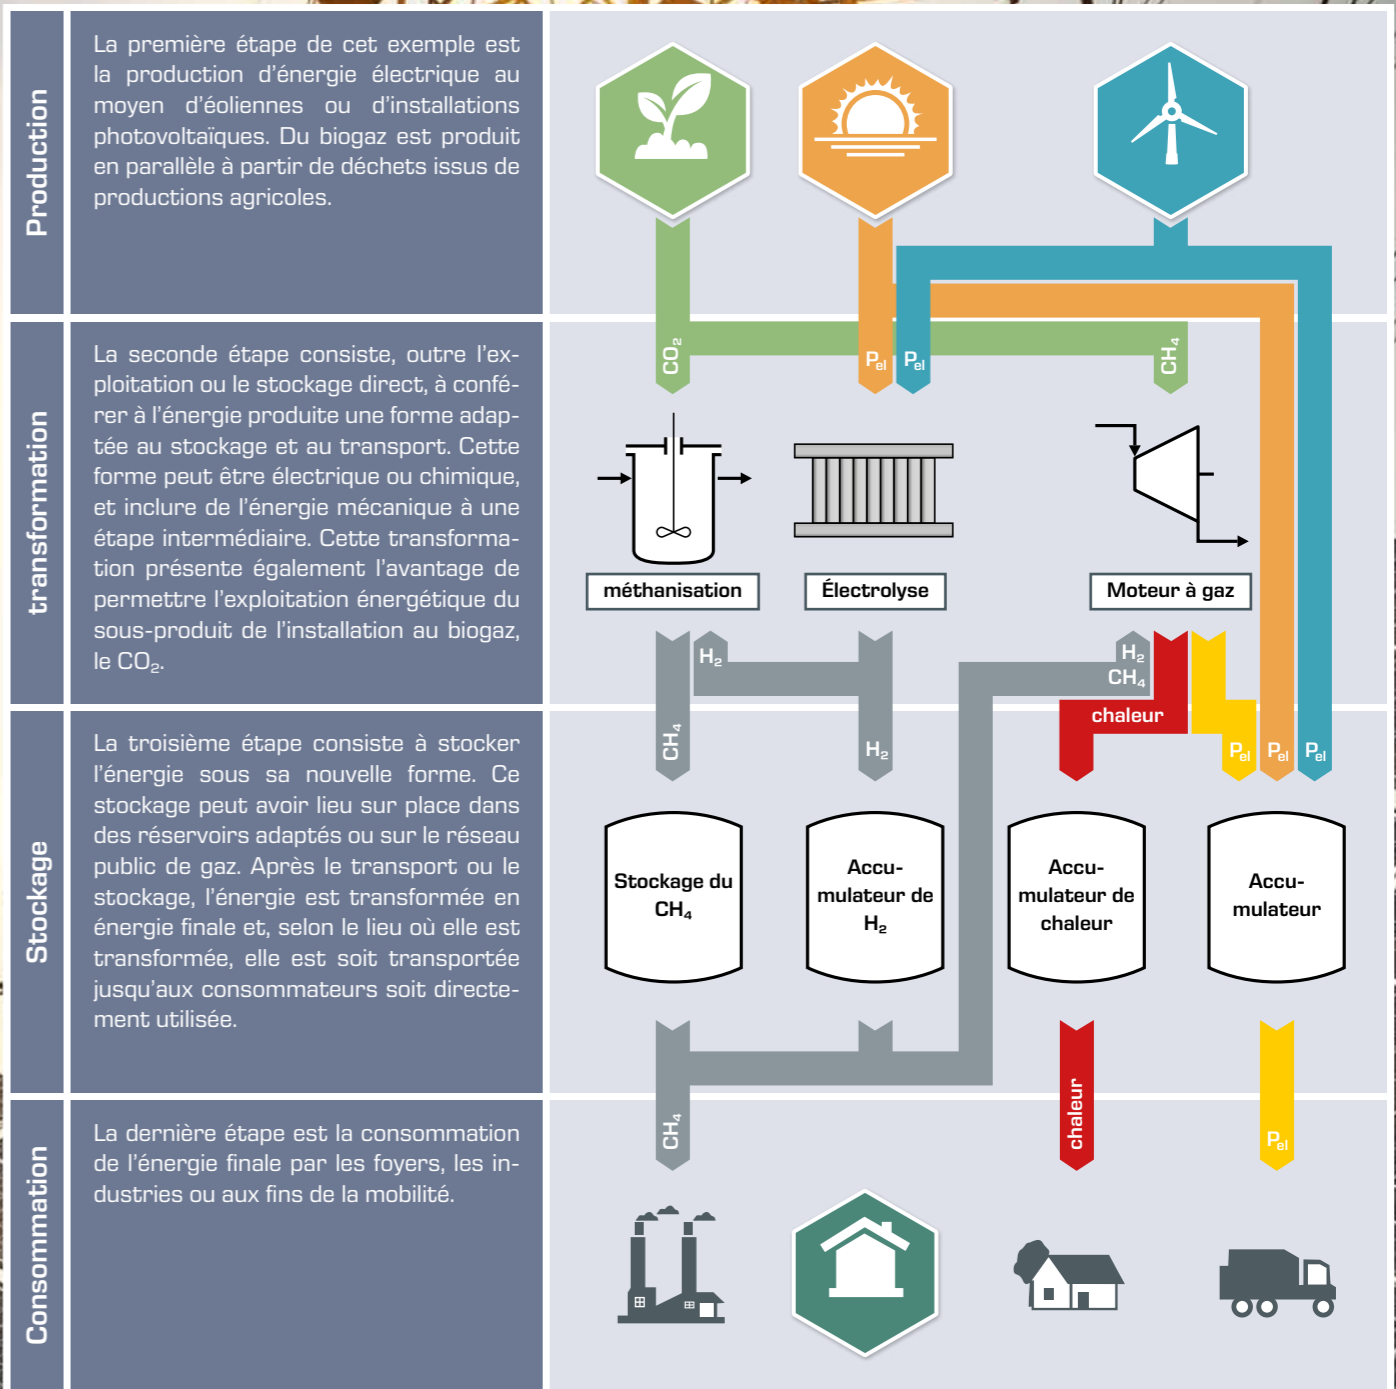 Production
La première étape de cet exemple est
la production d'énergie électrique au
moyen d'éoliennes ou d'installations
photovoltaïques. Du biogaz est produit
en parallèle à partir de déchets issus de
productions agricoles.
transformation
La seconde étape consiste, outre l'ex-
ploitation ou le stockage direct, à confé-
rer à l'énergie produite une forme adap-
tée au stockage et au transport. Cette
forme peut être électrique ou chimique,
et inclure de l'énergie mécanique à une
étape intermédiaire. Cette transforma-
tion présente également l'avantage de
permettre l'exploitation énergétique du
sous-produit de l'installation au biogaz,
le CO₂.
CO₂
Pel
Pel
CH₄
méthanisation
Électrolyse
Moteur à gaz
H₂
H₂
CH₄
chaleur
Stockage
La troisième étape consiste à stocker
l'énergie sous sa nouvelle forme. Ce
stockage peut avoir lieu sur place dans
des réservoirs adaptés ou sur le réseau
public de gaz. Après le transport ou le
stockage, l'énergie est transformée en
énergie finale et, selon le lieu où elle est
transformée, elle est soit transportée
jusqu'aux consommateurs soit directe-
ment utilisée.
CH₄
H₂
Pel
Pel
Pel
Stockage du
CH₄
Accu-
mulateur de
H₂
Accu-
mulateur de
chaleur
Accu-
mulateur
Consommation
La dernière étape est la consommation
de l'énergie finale par les foyers, les in-
dustries ou aux fins de la mobilité.
CH₄
chaleur
Pel